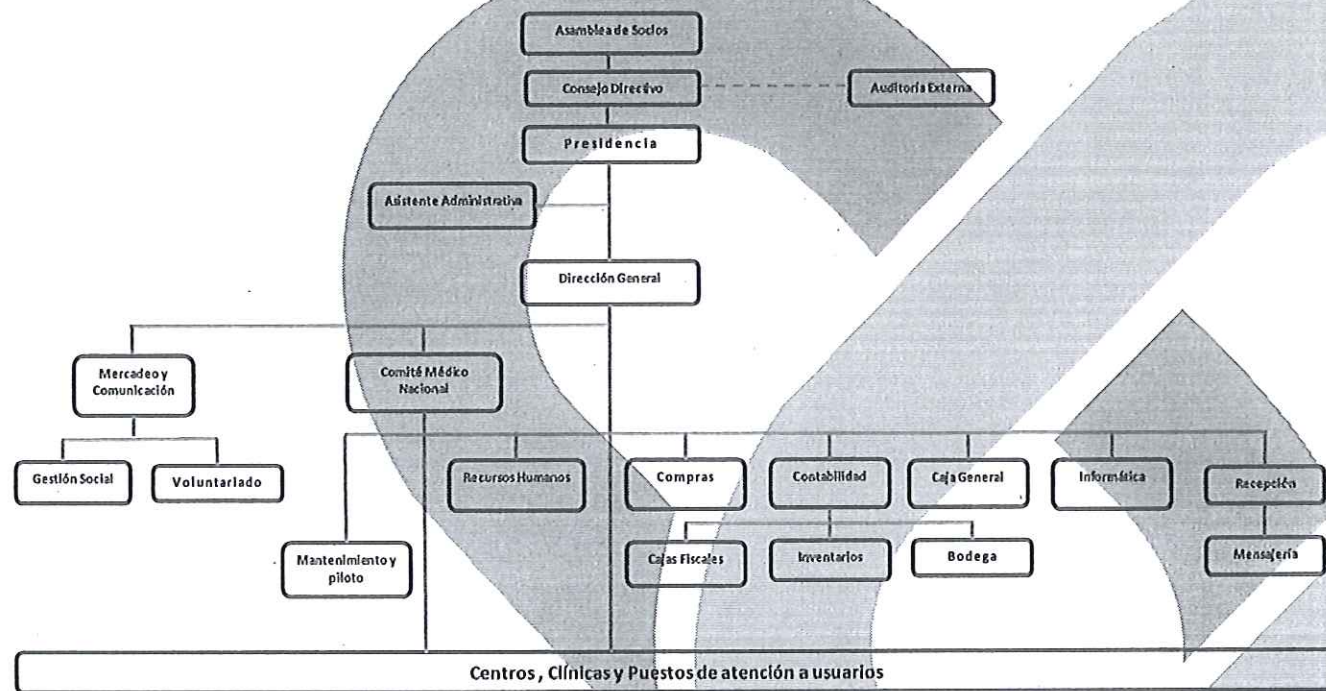 Asamblea de Socios
Consejo Directivo
Auditoría Externa
Presidencia
Asistente Administrativa
Dirección General
Mercadeo y
Comunicación
Comité Médico
Nacional
Gestión Social
Voluntariado
Recursos Humanos
Compras
Contabilidad
Caja General
Informática
Recepción
Mantenimiento y
piloto
Cajas Fiscales
Inventarios
Bodega
Mensajería
Centros, Clínicas y Puestos de atención a usuarios